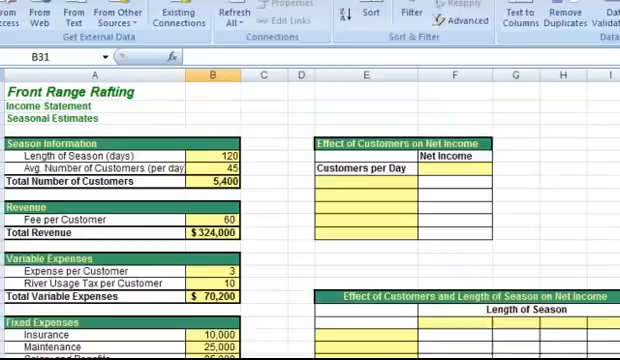 From Access
From Web
From Text
From Other Sources
Existing Connections
Refresh All
Properties
Edit Links
Sort
Filter
Reapply
Advanced
Text to Columns
Remove Duplicates
Get External Data
Connections
Sort & Filter
B31
fx
A B C D E F G H I
Front Range Rafting
Income Statement
Seasonal Estimates
Season Information
Length of Season (days) 120
Avg. Number of Customers (per day 45
Total Number of Customers 5,400
Revenue
Fee per Customer 60
Total Revenue $324,000
Variable Expenses
Expense per Customer 3
River Usage Tax per Customer 10
Total Variable Expenses $ 70,200
Fixed Expenses
Insurance 10,000
Maintenance 25,000
Effect of Customers on Net Income
Net Income
Customers per Day
Effect of Customers and Length of Season on Net Income
Length of Season